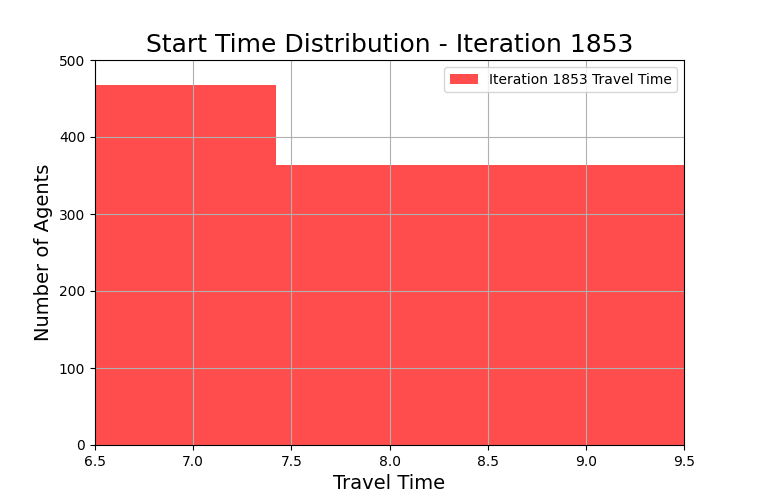 Start Time Distribution - Iteration 1853
500
Iteration 1853 Travel Time
400
300
200
100
0
Number of Agents
6.5 7.0 7.5 8.0 8.5 9.0 9.5
Travel Time